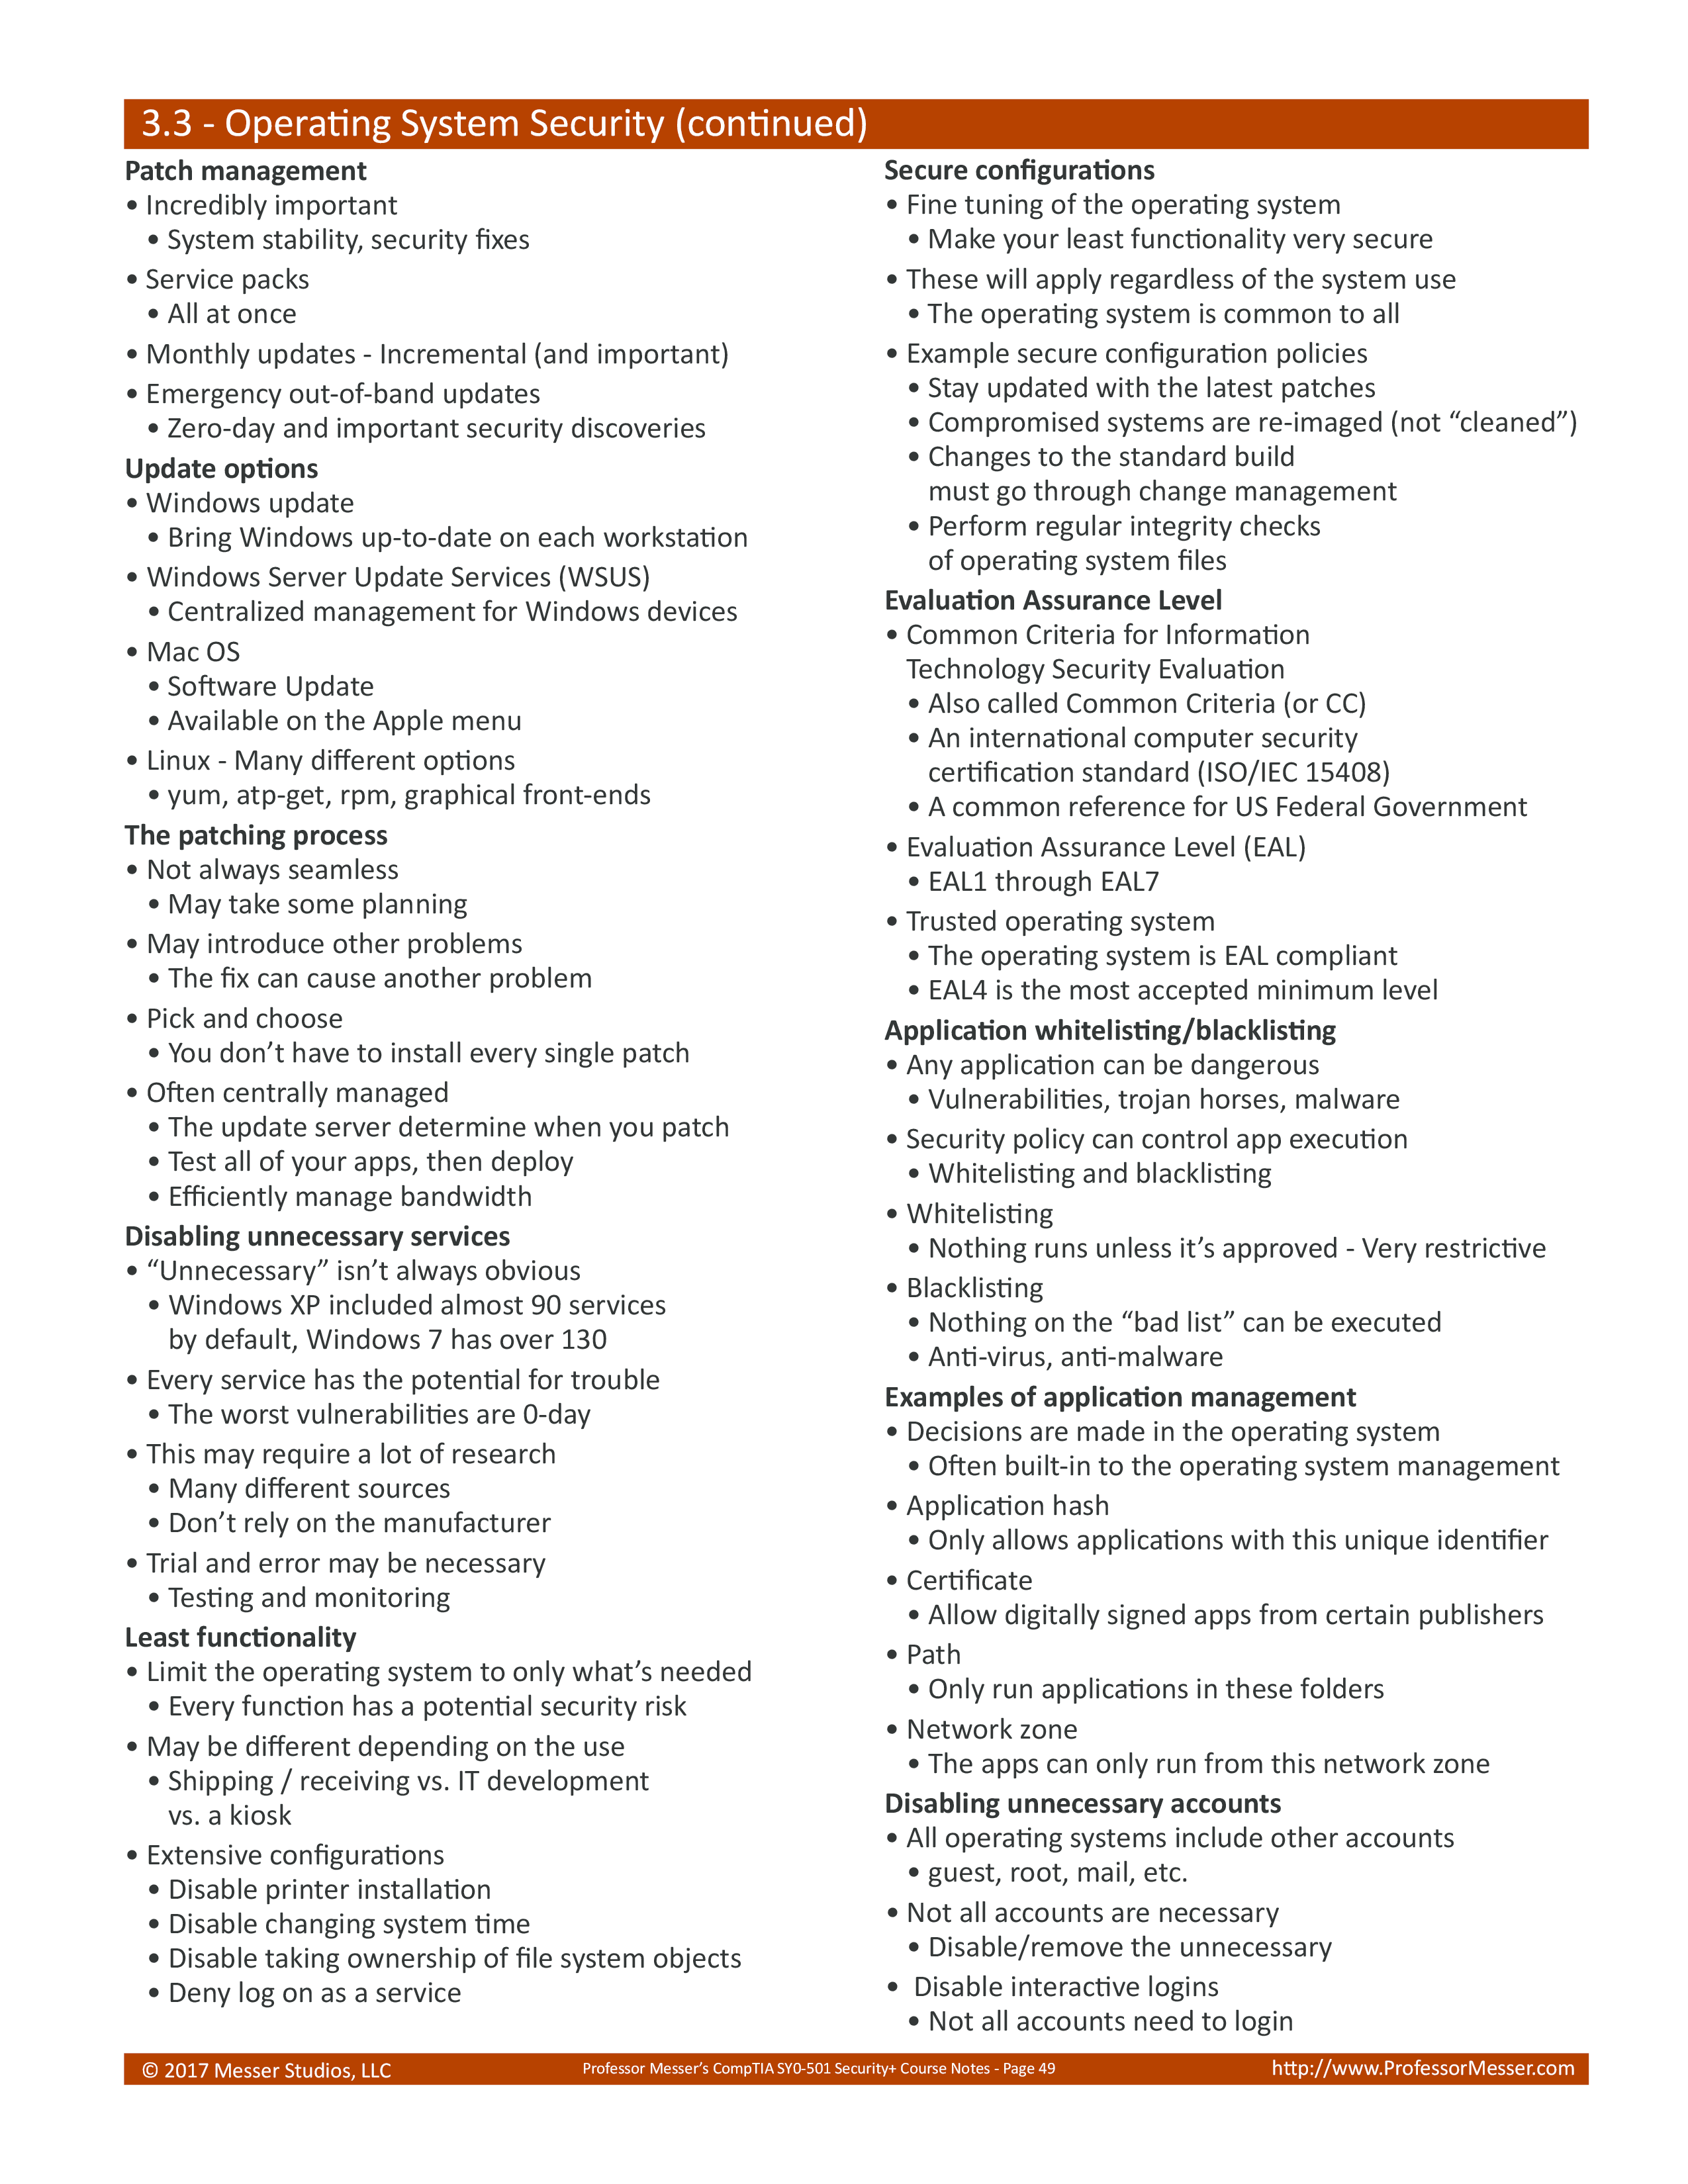 3.3 - Operating System Security (continued)
Patch management
• Incredibly important
• System stability, security fixes
• Service packs
• All at once
• Monthly updates - Incremental (and important)
• Emergency out-of-band updates
• Zero-day and important security discoveries
Update options
• Windows update
• Bring Windows up-to-date on each workstation
• Windows Server Update Services (WSUS)
• Centralized management for Windows devices
• Mac OS
• Software Update
• Available on the Apple menu
• Linux - Many different options
• yum, atp-get, rpm, graphical front-ends
The patching process
• Not always seamless
• May take some planning
• May introduce other problems
• The fix can cause another problem
• Pick and choose
• You don’t have to install every single patch
• Often centrally managed
• The update server determine when you patch
• Test all of your apps, then deploy
• Efficiently manage bandwidth
Disabling unnecessary services
• “Unnecessary” isn’t always obvious
• Windows XP included almost 90 services
by default, Windows 7 has over 130
• Every service has the potential for trouble
• The worst vulnerabilities are 0-day
• This may require a lot of research
• Many different sources
• Don’t rely on the manufacturer
• Trial and error may be necessary
• Testing and monitoring
Least functionality
• Limit the operating system to only what’s needed
• Every function has a potential security risk
• May be different depending on the use
• Shipping / receiving vs. IT development
vs. a kiosk
• Extensive configurations
• Disable printer installation
• Disable changing system time
• Disable taking ownership of file system objects
• Deny log on as a service
Secure configurations
• Fine tuning of the operating system
• Make your least functionality very secure
• These will apply regardless of the system use
• The operating system is common to all
• Example secure configuration policies
• Stay updated with the latest patches
• Compromised systems are re-imaged (not “cleaned”)
• Changes to the standard build
must go through change management
• Perform regular integrity checks
of operating system files
Evaluation Assurance Level
• Common Criteria for Information
Technology Security Evaluation
• Also called Common Criteria (or CC)
• An international computer security
certification standard (ISO/IEC 15408)
• A common reference for US Federal Government
• Evaluation Assurance Level (EAL)
• EAL1 through EAL7
• Trusted operating system
• The operating system is EAL compliant
• EAL4 is the most accepted minimum level
Application whitelisting/blacklisting
• Any application can be dangerous
• Vulnerabilities, trojan horses, malware
• Security policy can control app execution
• Whitelisting and blacklisting
• Whitelisting
• Nothing runs unless it’s approved - Very restrictive
• Blacklisting
• Nothing on the “bad list” can be executed
• Anti-virus, anti-malware
Examples of application management
• Decisions are made in the operating system
• Often built-in to the operating system management
• Application hash
• Only allows applications with this unique identifier
• Certificate
• Allow digitally signed apps from certain publishers
• Path
• Only run applications in these folders
• Network zone
• The apps can only run from this network zone
Disabling unnecessary accounts
• All operating systems include other accounts
• guest, root, mail, etc.
• Not all accounts are necessary
• Disable/remove the unnecessary
• Disable interactive logins
• Not all accounts need to login
© 2017 Messer Studios, LLC
Professor Messer’s CompTIA SY0-501 Security+ Course Notes - Page 49
http://www.ProfessorMesser.com